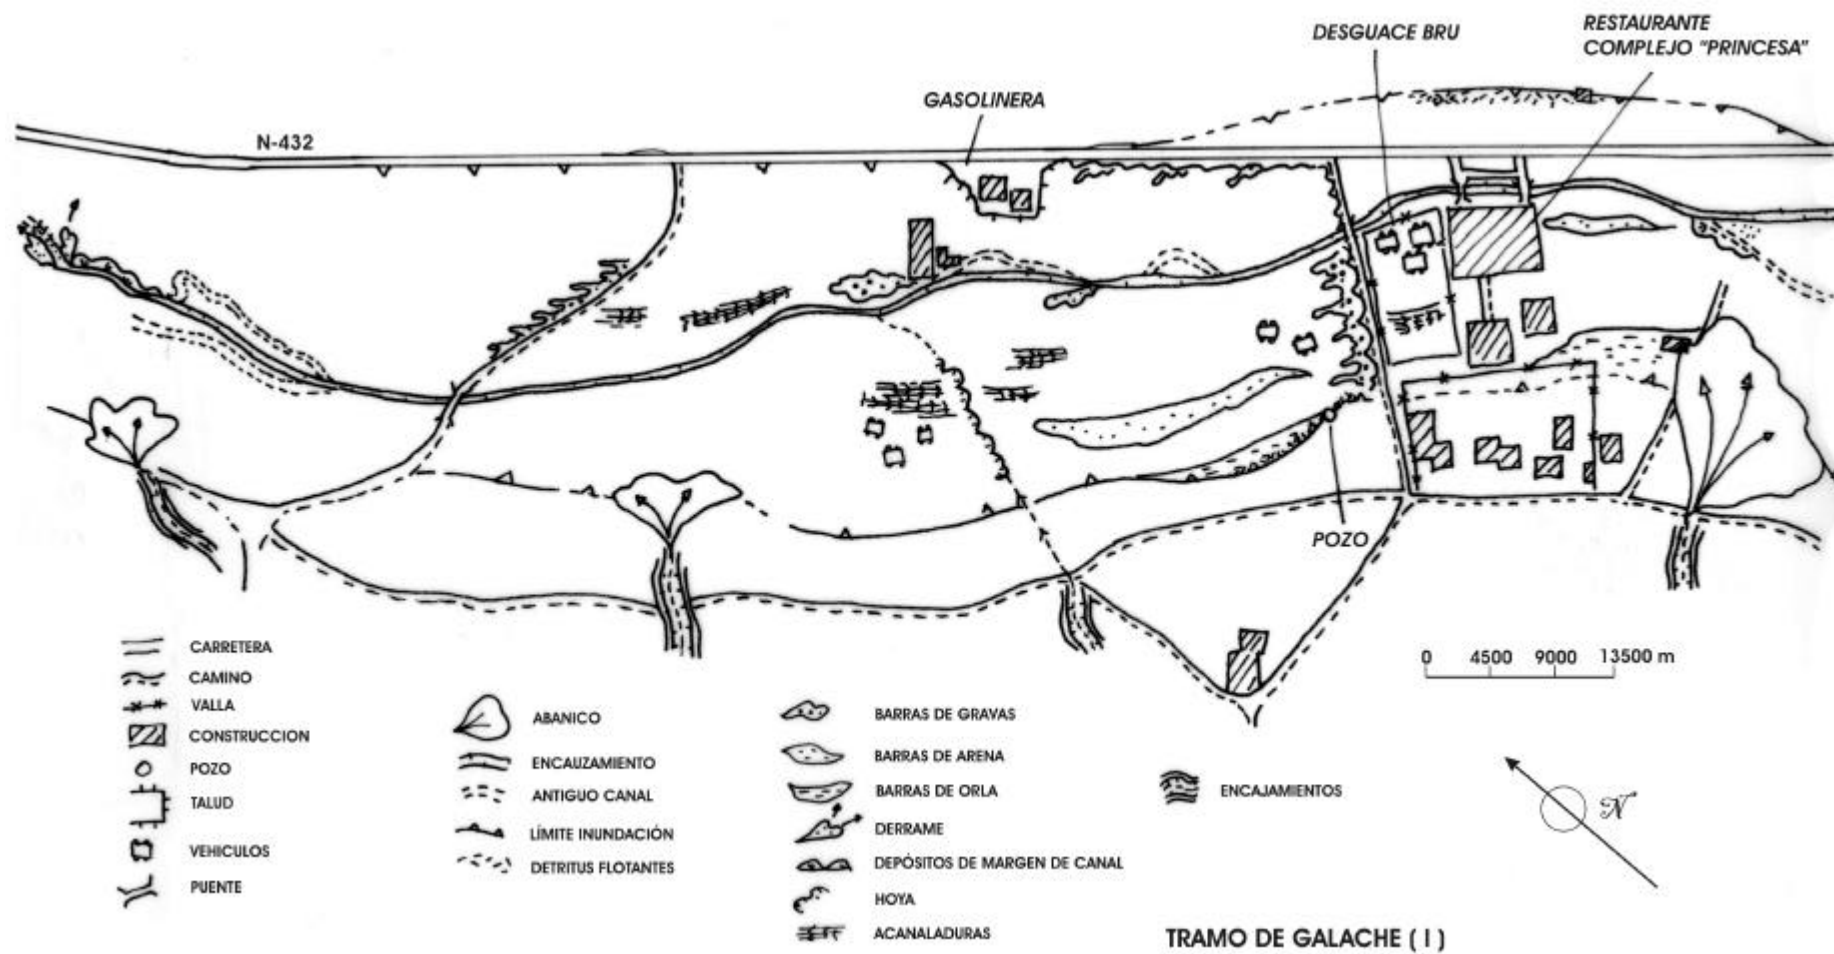 RESTAURANTE
COMPLEJO "PRINCESA"
DESGUACE BRU
GASOLINERA
N-432
POZO
0 4500 9000 13500 m
CARRETERA
CAMINO
VALLA
CONSTRUCCION
POZO
TALUD
VEHICULOS
PUENTE
ABANICO
ENCAUZAMIENTO
ANTIGUO CANAL
LÍMITE INUNDACIÓN
DETRITUS FLOTANTES
BARRAS DE GRAVAS
BARRAS DE ARENA
BARRAS DE ORLA
DERRAME
DEPÓSITOS DE MARGEN DE CANAL
HOYA
ACANALADURAS
ENCAJAMIENTOS
N
TRAMO DE GALACHE ( I )